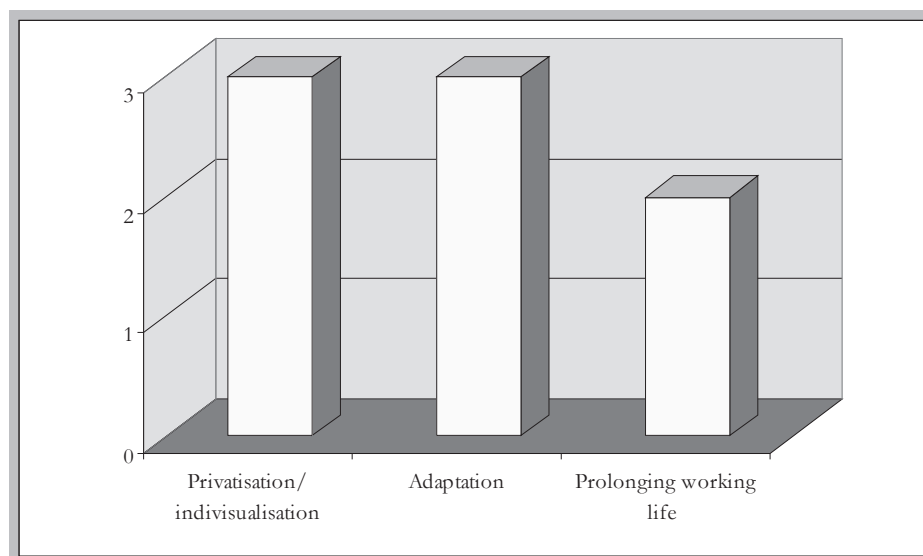 3
2
1
0
Privatisation/
indivisualisation
Adaptation
Prolonging working
life